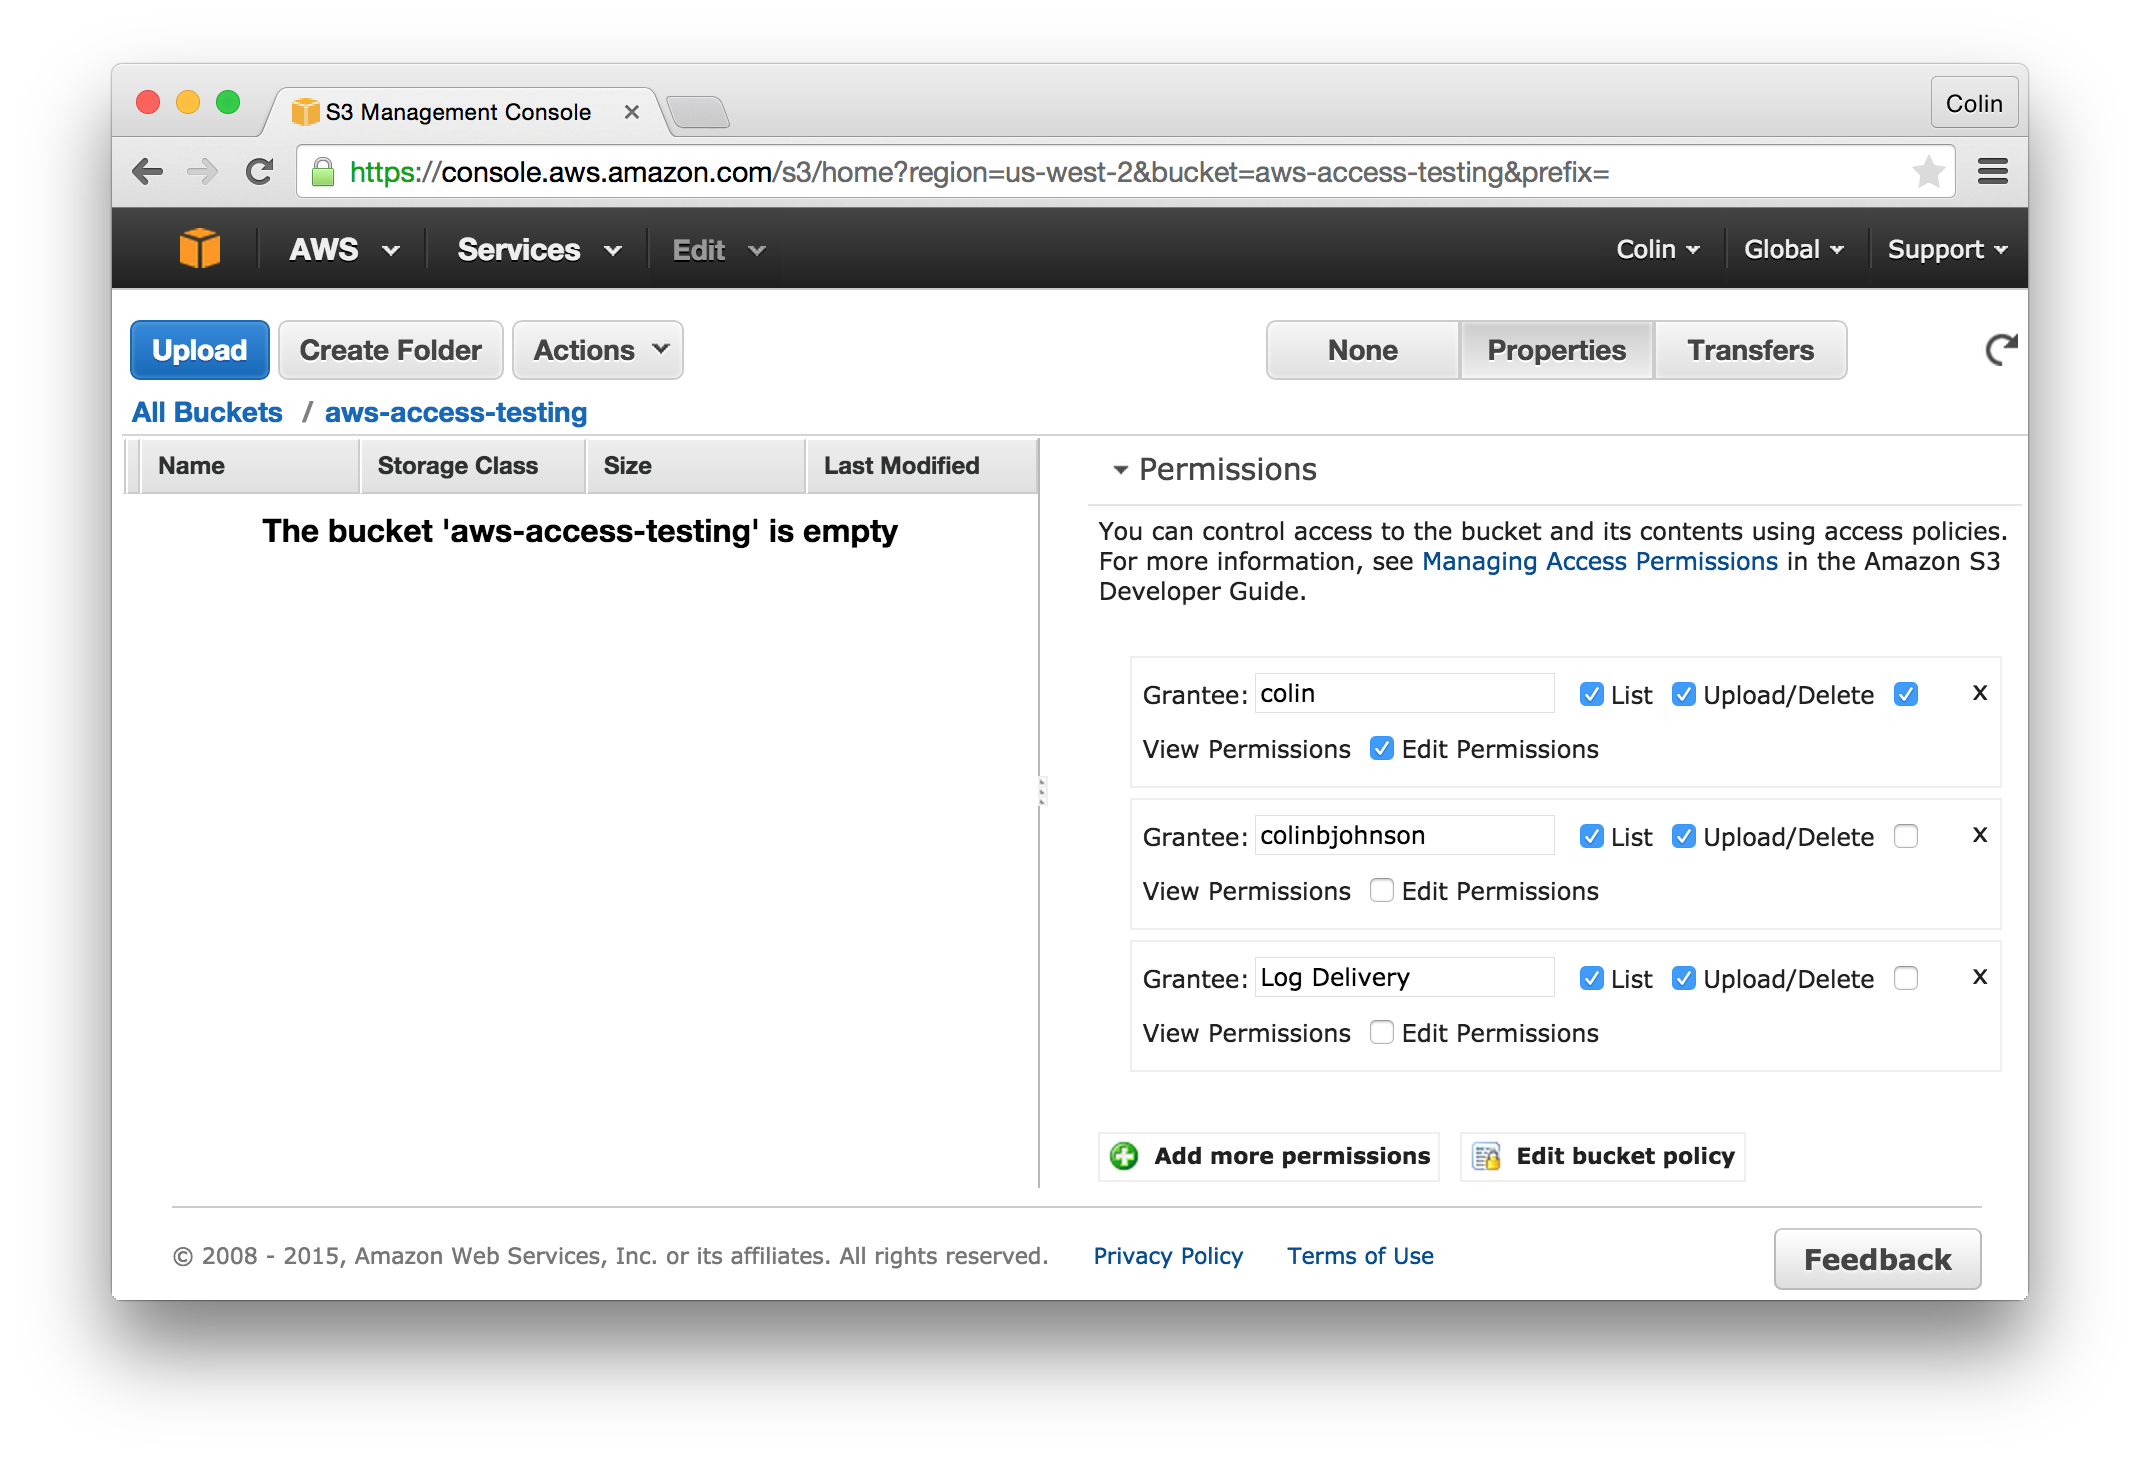 S3 Management Console
Colin
https://console.aws.amazon.com/s3/home?region=us-west-2&bucket=aws-access-testing&prefix=
AWS Services Edit Colin Global Support
Upload Create Folder Actions None Properties Transfers
All Buckets / aws-access-testing
Name Storage Class Size Last Modified
The bucket 'aws-access-testing' is empty
Permissions
You can control access to the bucket and its contents using access policies.
For more information, see Managing Access Permissions in the Amazon S3
Developer Guide.
Grantee: colin List Upload/Delete x
View Permissions Edit Permissions
Grantee: colinbjohnson List Upload/Delete x
View Permissions Edit Permissions
Grantee: Log Delivery List Upload/Delete x
View Permissions Edit Permissions
Add more permissions Edit bucket policy
© 2008 - 2015, Amazon Web Services, Inc. or its affiliates. All rights reserved. Privacy Policy Terms of Use Feedback